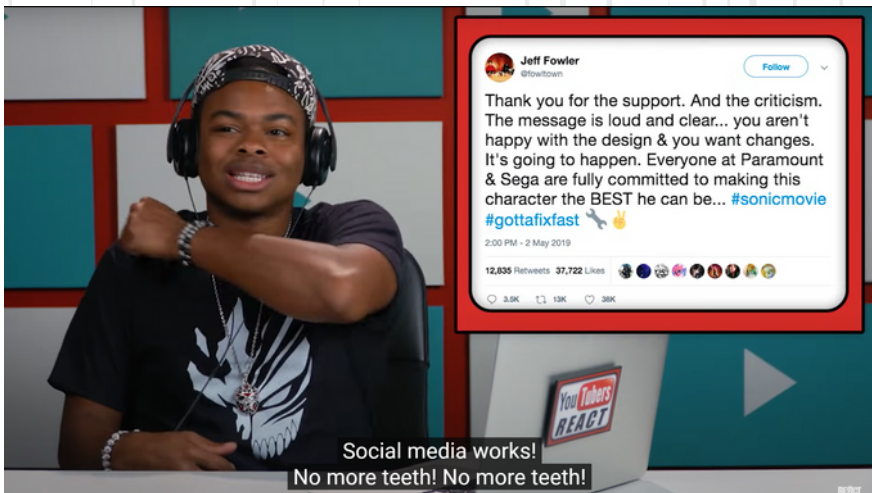 Jeff Fowler
@fowltown
Follow
Thank you for the support. And the criticism.
The message is loud and clear... you aren't
happy with the design & you want changes.
It's going to happen. Everyone at Paramount
& Sega are fully committed to making this
character the BEST he can be... #sonicmovie
#gottafixfast 🔧✌
2:00 PM - 2 May 2019
12,835 Retweets 37,722 Likes
3.5K 13K 38K
YouTubers
REACT
Social media works!
No more teeth! No more teeth!